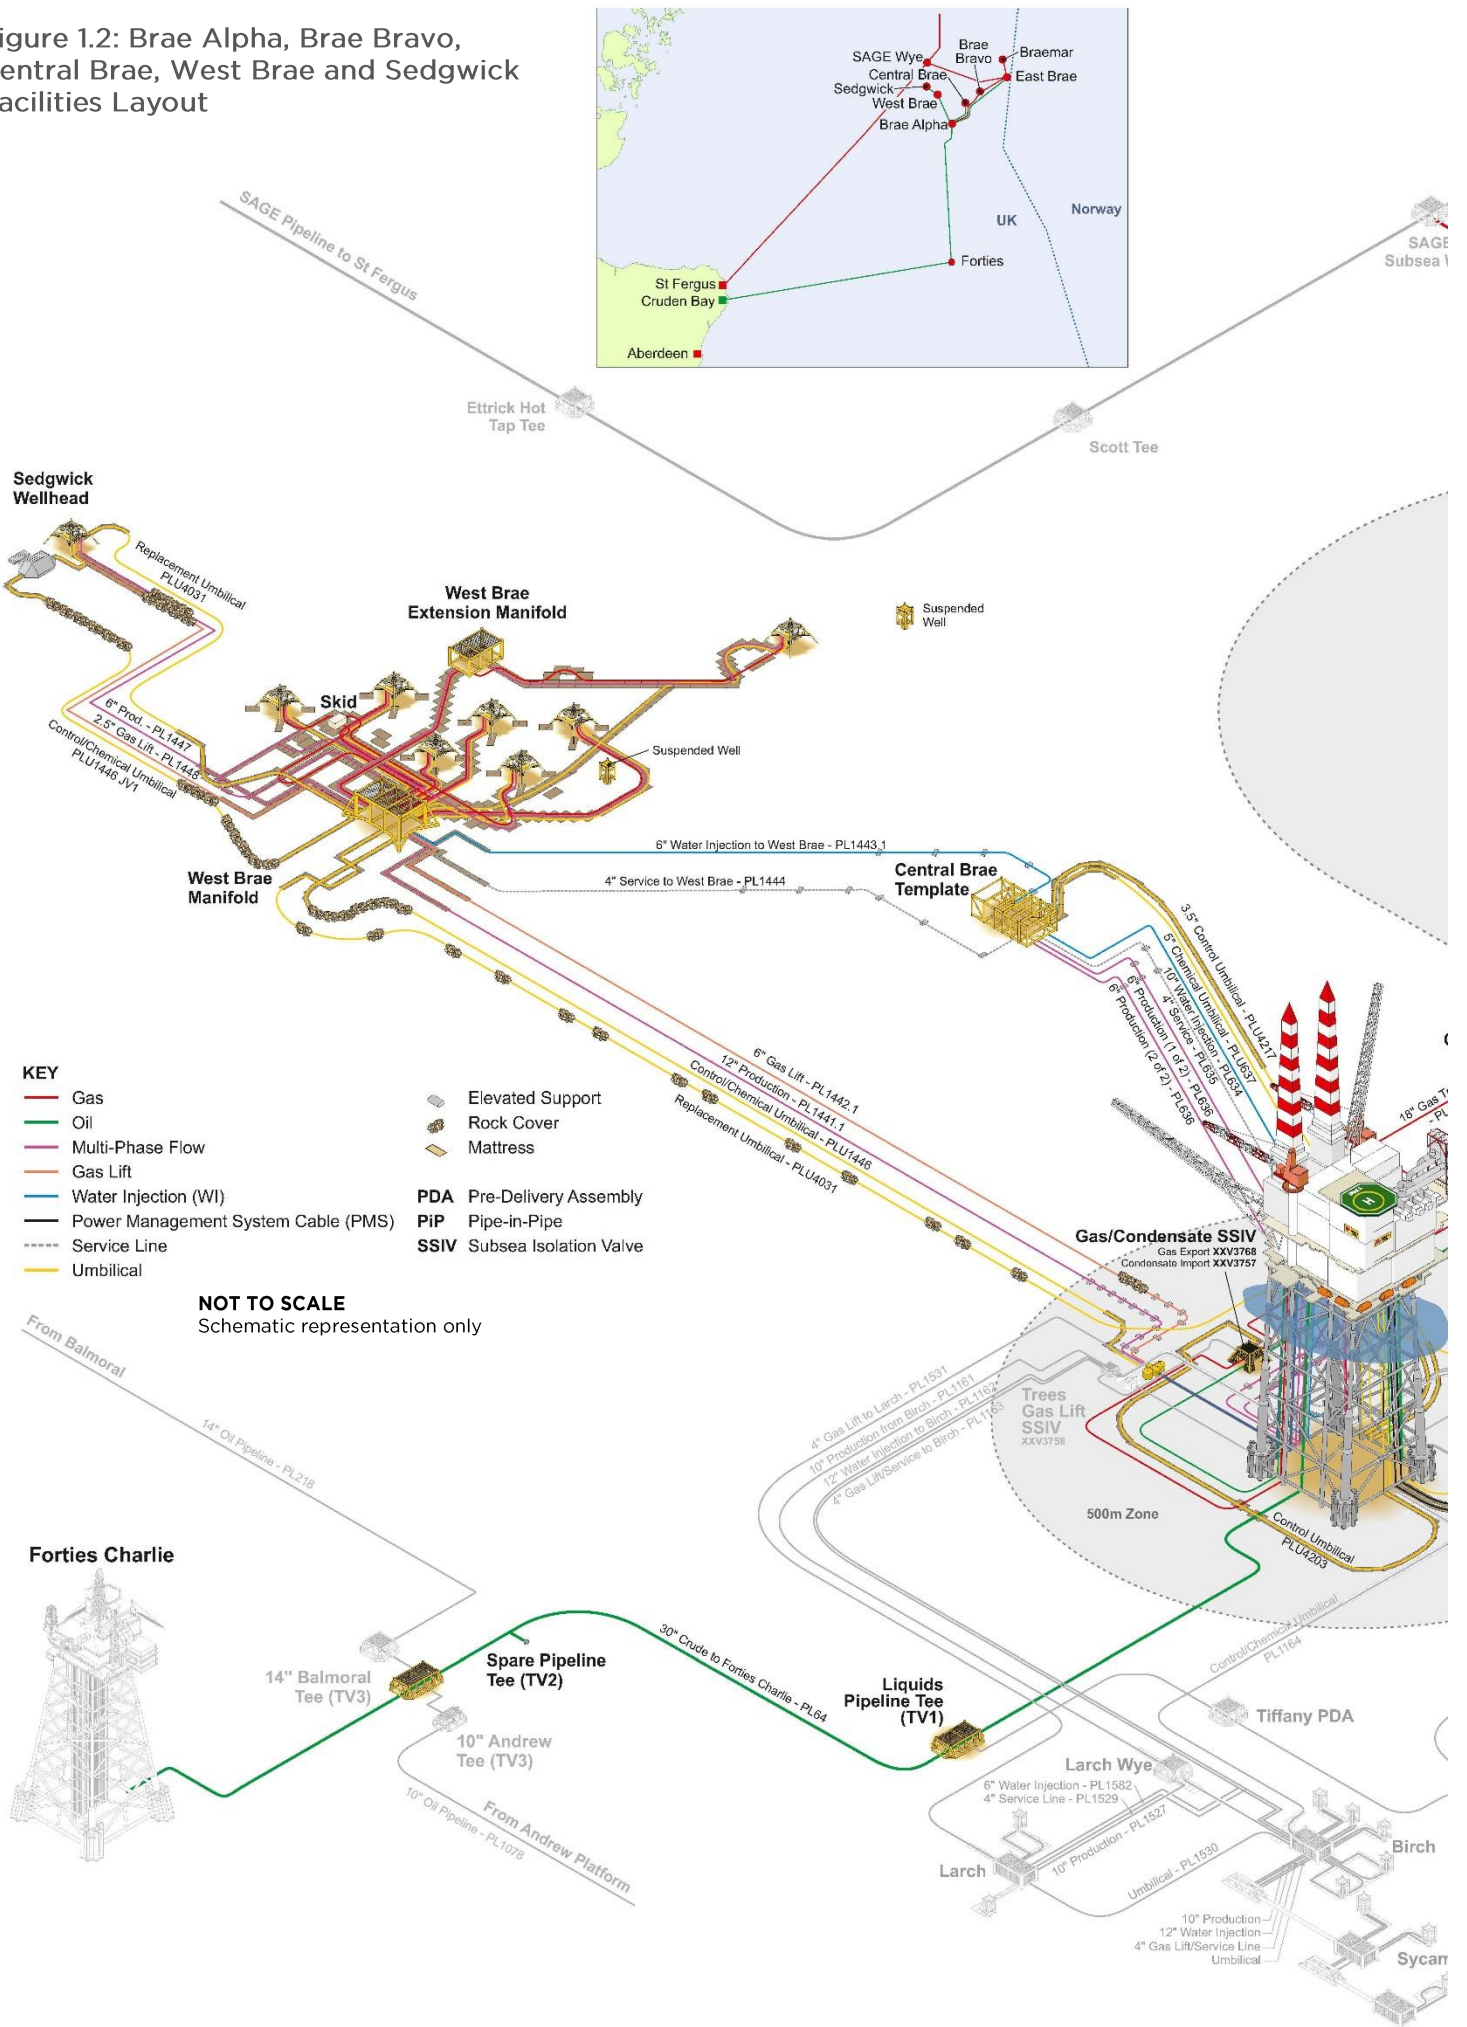 igure 1.2: Brae Alpha, Brae Bravo,
entral Brae, West Brae and Sedgwick
acilities Layout
SAGE Wye
Brae
Bravo
Braemar
Central Brae
East Brae
Sedgwick
West Brae
Brae Alpha
UK
Norway
Forties
St Fergus
Cruden Bay
Aberdeen
SAGE Pipeline to St Fergus
SAGE
Subsea
Ettrick Hot
Tap Tee
Scott Tee
Sedgwick
Wellhead
Replacement Umbilical
PLU4031
West Brae
Extension Manifold
Suspended
Well
Skid
Suspended Well
6" Prod. - PL1447
2.5" Gas Lift - PL1448
Control/Chemical Umbilical
PLU1446 JV1
West Brae
Manifold
6" Water Injection to West Brae - PL1443.1
4" Service to West Brae - PL1444
Central Brae
Template
3.5" Control Umbilical - PLU4217
5" Chemical Umbilical - PLU637
10" Water Injection - PL634
4" Service - PL635
6" Production (1 of 2) - PL636
6" Production (2 of 2) - PL636
6" Gas Lift - PL1442.1
12" Production - PL1441.1
Control/Chemical Umbilical - PLU1446
Replacement Umbilical - PLU4031
18" Gas
KEY
Gas
Oil
Multi-Phase Flow
Gas Lift
Water Injection (WI)
Power Management System Cable (PMS)
Service Line
Umbilical
Elevated Support
Rock Cover
Mattress
PDA Pre-Delivery Assembly
PiP Pipe-in-Pipe
SSIV Subsea Isolation Valve
NOT TO SCALE
Schematic representation only
Gas/Condensate SSIV
Gas Export XXV3768
Condensate Import XXV3757
H
From Balmoral
14" Oil Pipeline - PL218
4" Gas Lift to Larch - PL1531
10" Production from Birch - PL1161
12" Water Injection to Birch - PL1162
4" Gas Lift/Service to Birch - PL1163
Trees
Gas Lift
SSIV
XXV3758
500m Zone
Control Umbilical
PLU4203
Forties Charlie
14" Balmoral
Tee (TV3)
Spare Pipeline
Tee (TV2)
30" Crude to Forties Charlie - PL64
Liquids
Pipeline Tee
(TV1)
Control/Chemical Umbilical
PL1164
Tiffany PDA
10" Andrew
Tee (TV3)
10" Oil Pipeline - PL1078
From Andrew Platform
Larch Wye
6" Water Injection - PL1582
4" Service Line - PL1529
10" Production - PL1527
Larch
Umbilical - PL1530
Birch
10" Production
12" Water Injection
4" Gas Lift/Service Line
Umbilical
Sycam